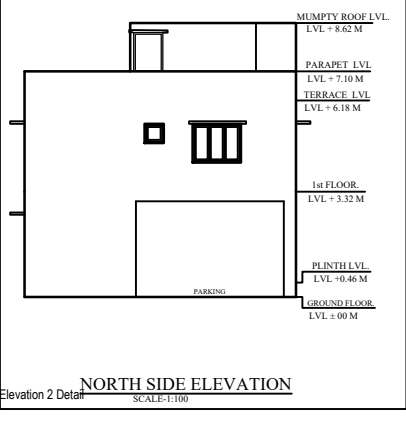 MUMPTY ROOF LVL.
LVL + 8.62 M
PARAPET LVL
LVL + 7.10 M
TERRACE LVL
LVL + 6.18 M
1st FLOOR.
LVL + 3.32 M
PLINTH LVL.
LVL +0.46 M
PARKING
GROUND FLOOR.
LVL ± 00 M
NORTH SIDE ELEVATION
Elevation 2 Detail
SCALE-1:100